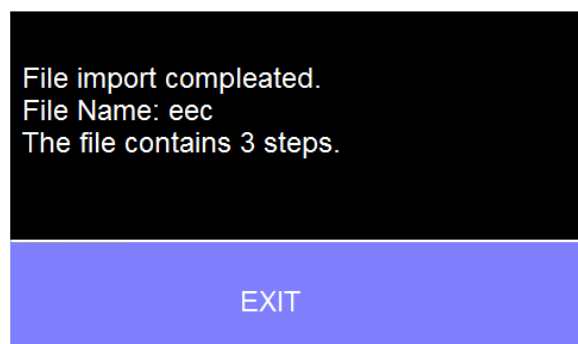 File import compleated.
File Name: eec
The file contains 3 steps.
EXIT